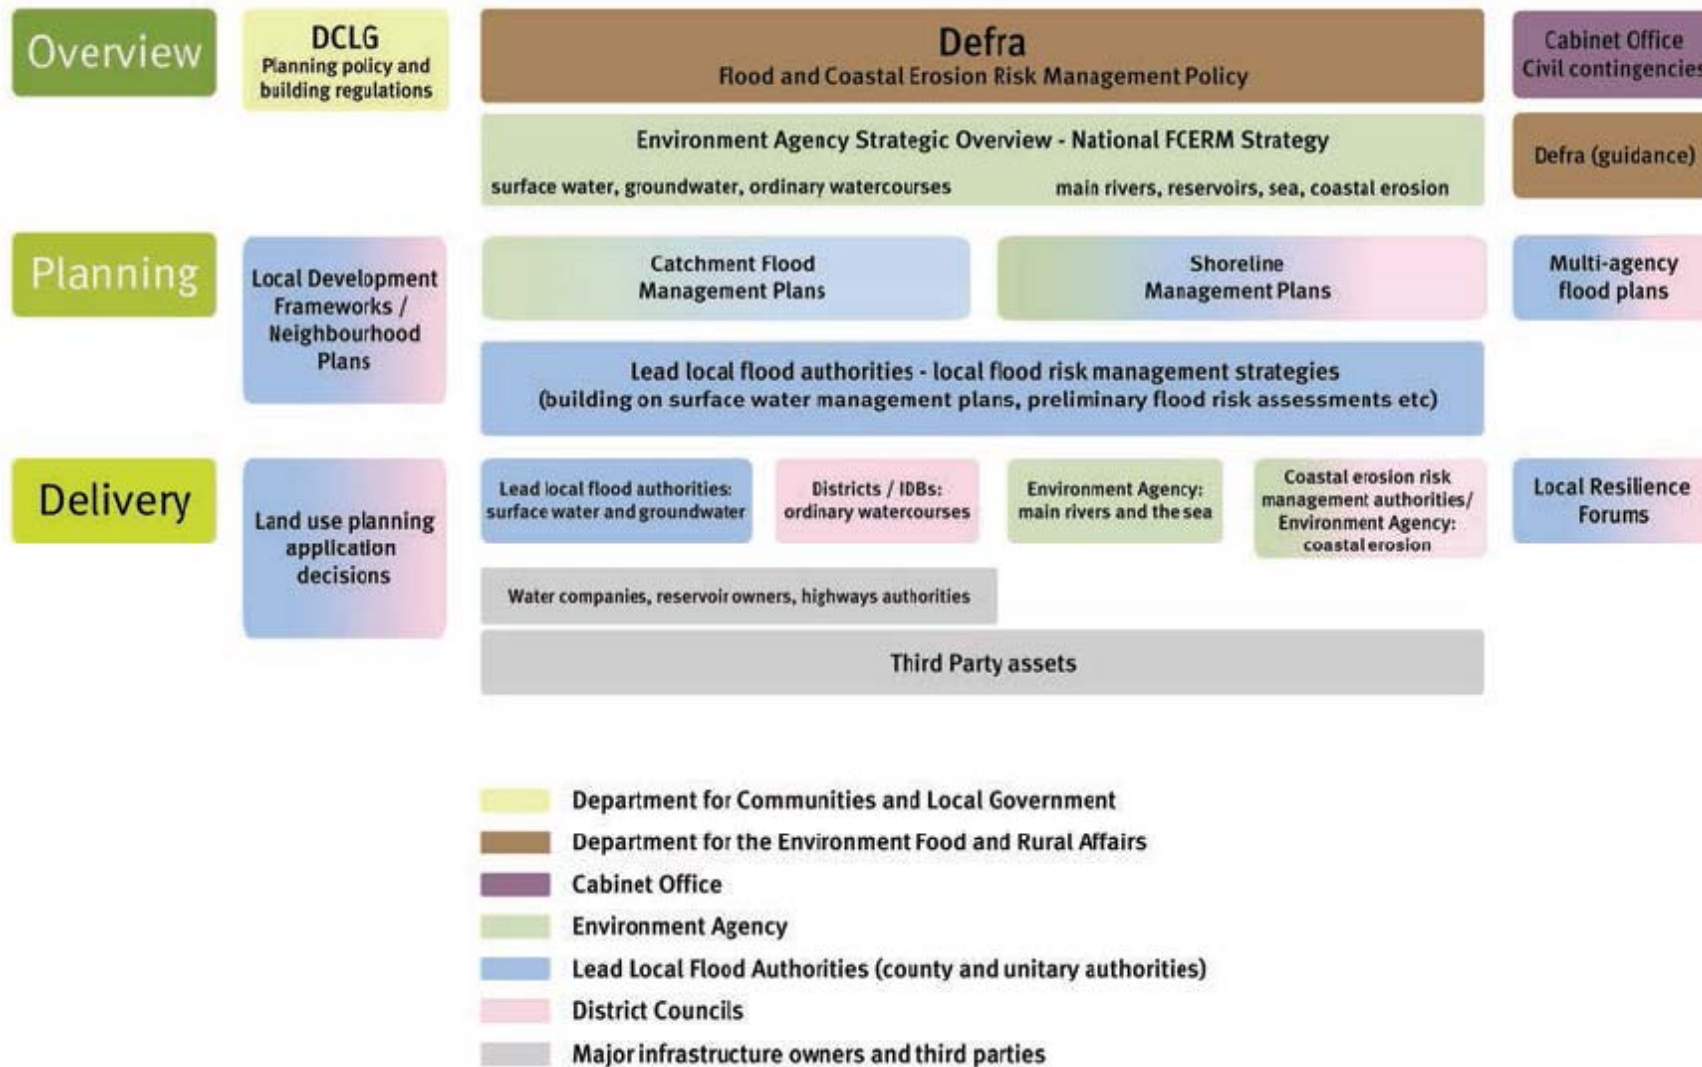 Overview
DCLG
Planning policy and
building regulations
Defra
Flood and Coastal Erosion Risk Management Policy
Cabinet Office
Civil contingencies
Environment Agency Strategic Overview - National FCERM Strategy
surface water, groundwater, ordinary watercourses
main rivers, reservoirs, sea, coastal erosion
Defra (guidance)
Planning
Local Development
Frameworks /
Neighbourhood
Plans
Catchment Flood
Management Plans
Shoreline
Management Plans
Multi-agency
flood plans
Lead local flood authorities - local flood risk management strategies
(building on surface water management plans, preliminary flood risk assessments etc)
Delivery
Land use planning
application
decisions
Lead local flood authorities:
surface water and groundwater
Districts / IDBs:
ordinary watercourses
Environment Agency:
main rivers and the sea
Coastal erosion risk
management authorities/
Environment Agency:
coastal erosion
Local Resilience
Forums
Water companies, reservoir owners, highways authorities
Third Party assets
Department for Communities and Local Government
Department for the Environment Food and Rural Affairs
Cabinet Office
Environment Agency
Lead Local Flood Authorities (county and unitary authorities)
District Councils
Major infrastructure owners and third parties